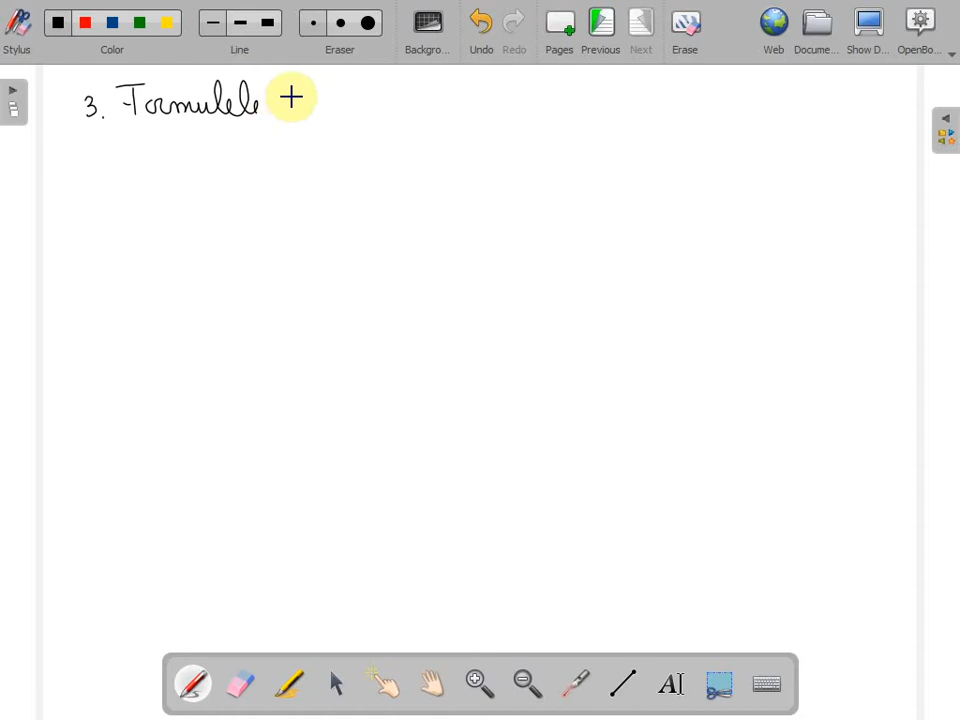 Stylus Color Line Eraser Backgro... Undo Redo Pages Previous Next Erase Web Docume... Show D... OpenBo...
3. Formulele
A